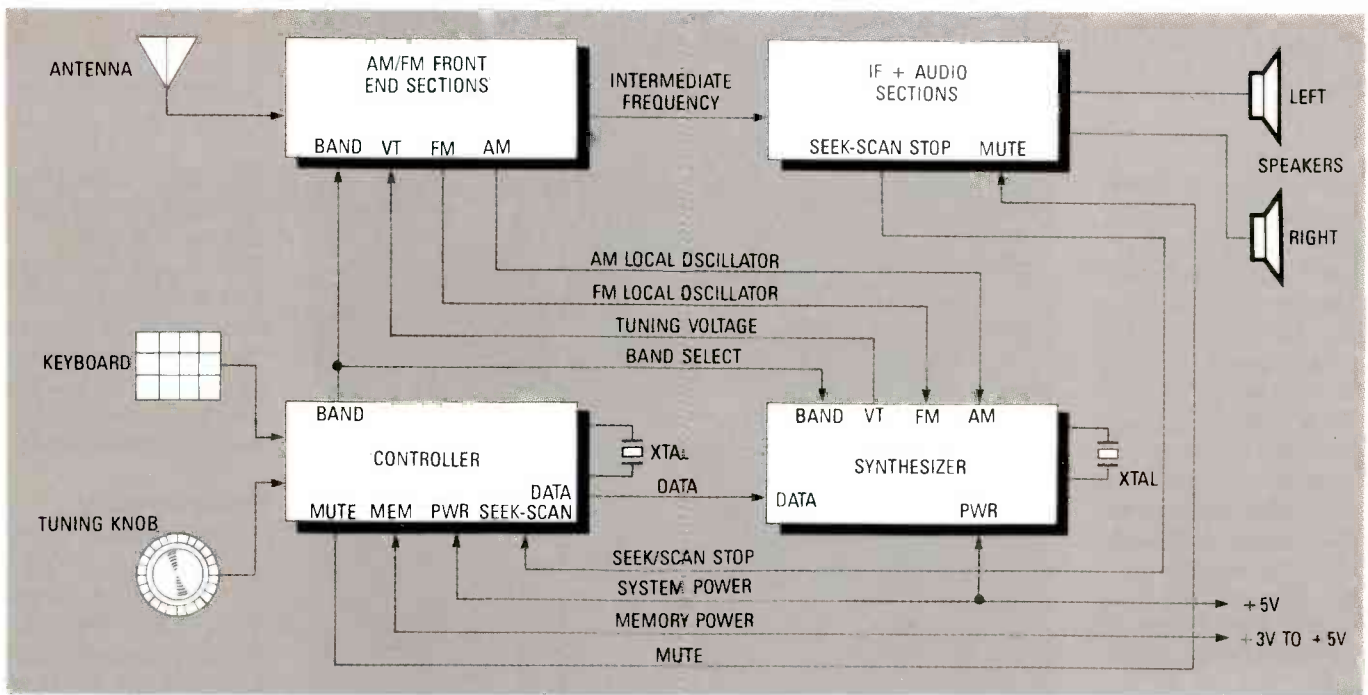 ANTENNA
AM/FM FRONT
END SECTIONS
BAND VT FM AM
INTERMEDIATE
FREQUENCY
IF + AUDIO
SECTIONS
SEEK-SCAN STOP MUTE
LEFT
SPEAKERS
RIGHT
AM LOCAL OSCILLATOR
FM LOCAL OSCILLATOR
TUNING VOLTAGE
BAND SELECT
KEYBOARD
TUNING KNOB
BAND
CONTROLLER
DATA
MUTE MEM PWR SEEK-SCAN
XTAL
DATA
BAND VT FM AM
SYNTHESIZER
DATA
PWR
XTAL
SEEK/SCAN STOP
SYSTEM POWER
MEMORY POWER
MUTE
+5V
+3V TO +5V